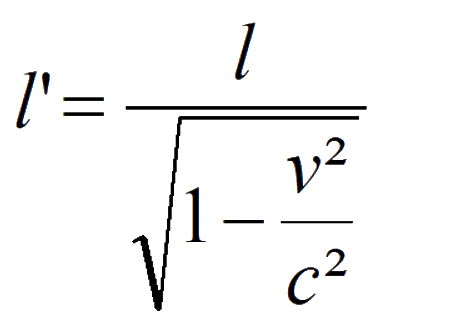 l' = l / √(1 − v² / c²)